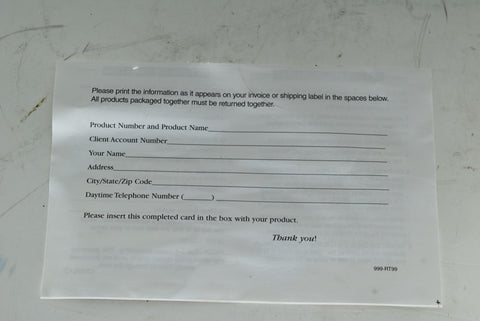 Please print the information as it appears on your invoice or shipping label in the spaces below.
All products packaged together must be returned together.
Product Number and Product Name
Client Account Number
Your Name
Address
City/State/Zip Code
Daytime Telephone Number (______)
Please insert this completed card in the box with your product.
Thank you!
999-RT99